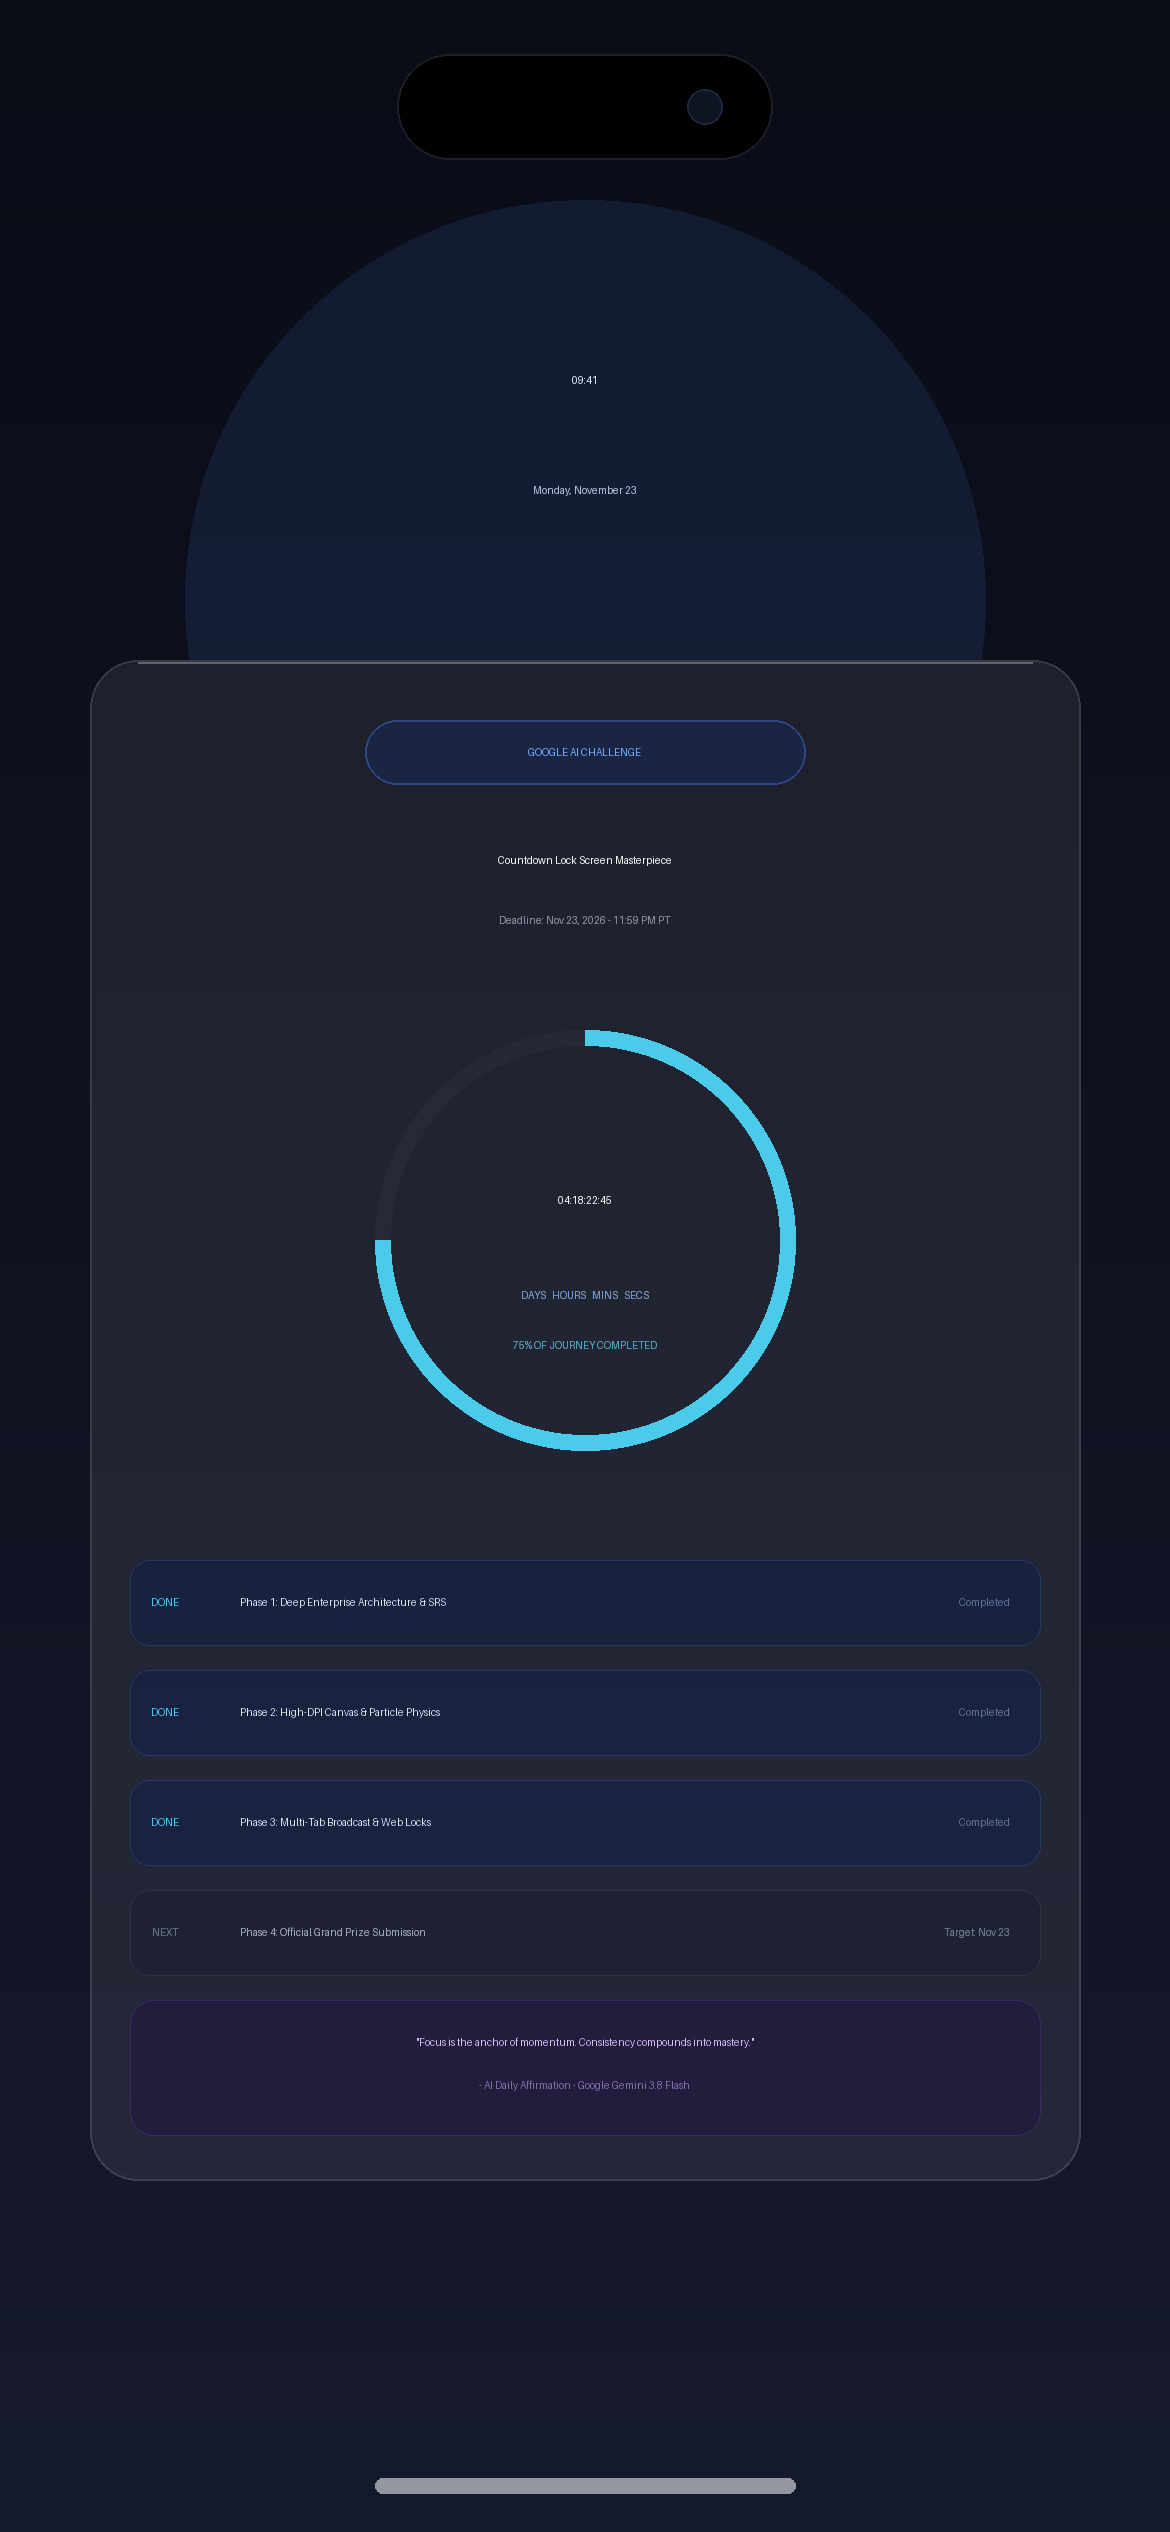 09:41
Monday, November 23
GOOGLE AI CHALLENGE
Countdown Lock Screen Masterpiece
Deadline: Nov 23, 2026 - 11:59 PM PT
04:18:22:45
DAYS HOURS MINS SECS
75% OF JOURNEY COMPLETED
DONE Phase 1: Deep Enterprise Architecture & SRS Completed
DONE Phase 2: High-DPI Canvas & Particle Physics Completed
DONE Phase 3: Multi-Tab Broadcast & Web Locks Completed
NEXT Phase 4: Official Grand Prize Submission Target: Nov 23
"Focus is the anchor of momentum. Consistency compounds into mastery."
- AI Daily Affirmation - Google Gemini 3.8 Flash